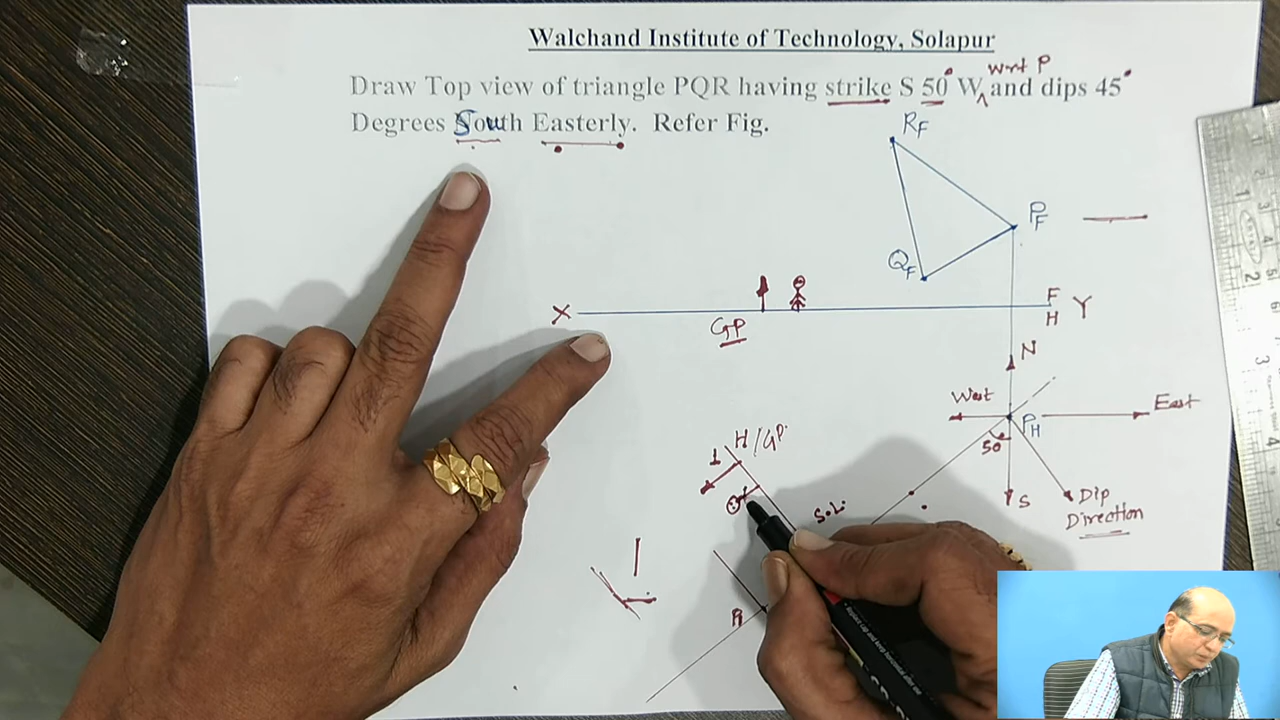 Walchand Institute of Technology, Solapur
wrt P
Draw Top view of triangle PQR having strike S 50° W and dips 45°
Degrees South Easterly. Refer Fig.
RF
PF
QF
X
F
H
Y
GP
N
West
East
PH
50
H/GP
S
Dip
Direction